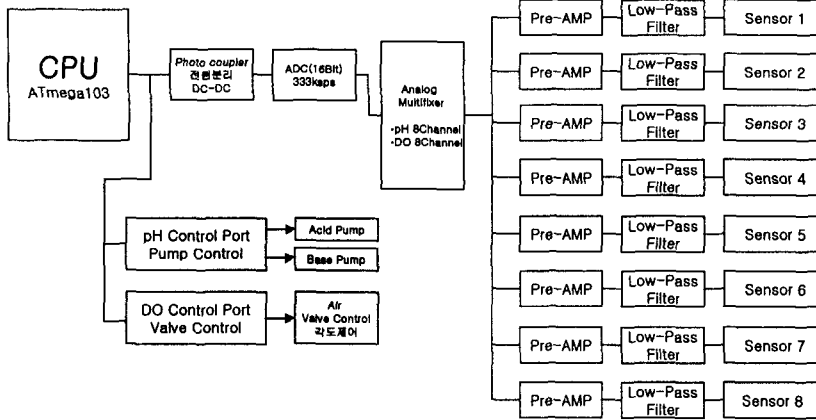 CPU
ATmega103
Photo coupler
전원분리
DC-DC
ADC(16Bit)
333ksps
Analog
Multifixer
·pH 8Channel
·DO 8Channel
Pre-AMP
Low-Pass
Filter
Sensor 1
Pre-AMP
Low-Pass
Filter
Sensor 2
Pre-AMP
Low-Pass
Filter
Sensor 3
Pre-AMP
Low-Pass
Filter
Sensor 4
Pre-AMP
Low-Pass
Filter
Sensor 5
Pre-AMP
Low-Pass
Filter
Sensor 6
Pre-AMP
Low-Pass
Filter
Sensor 7
Pre-AMP
Low-Pass
Filter
Sensor 8
pH Control Port
Pump Control
Acid Pump
Base Pump
DO Control Port
Valve Control
Air
Valve Control
각도제어